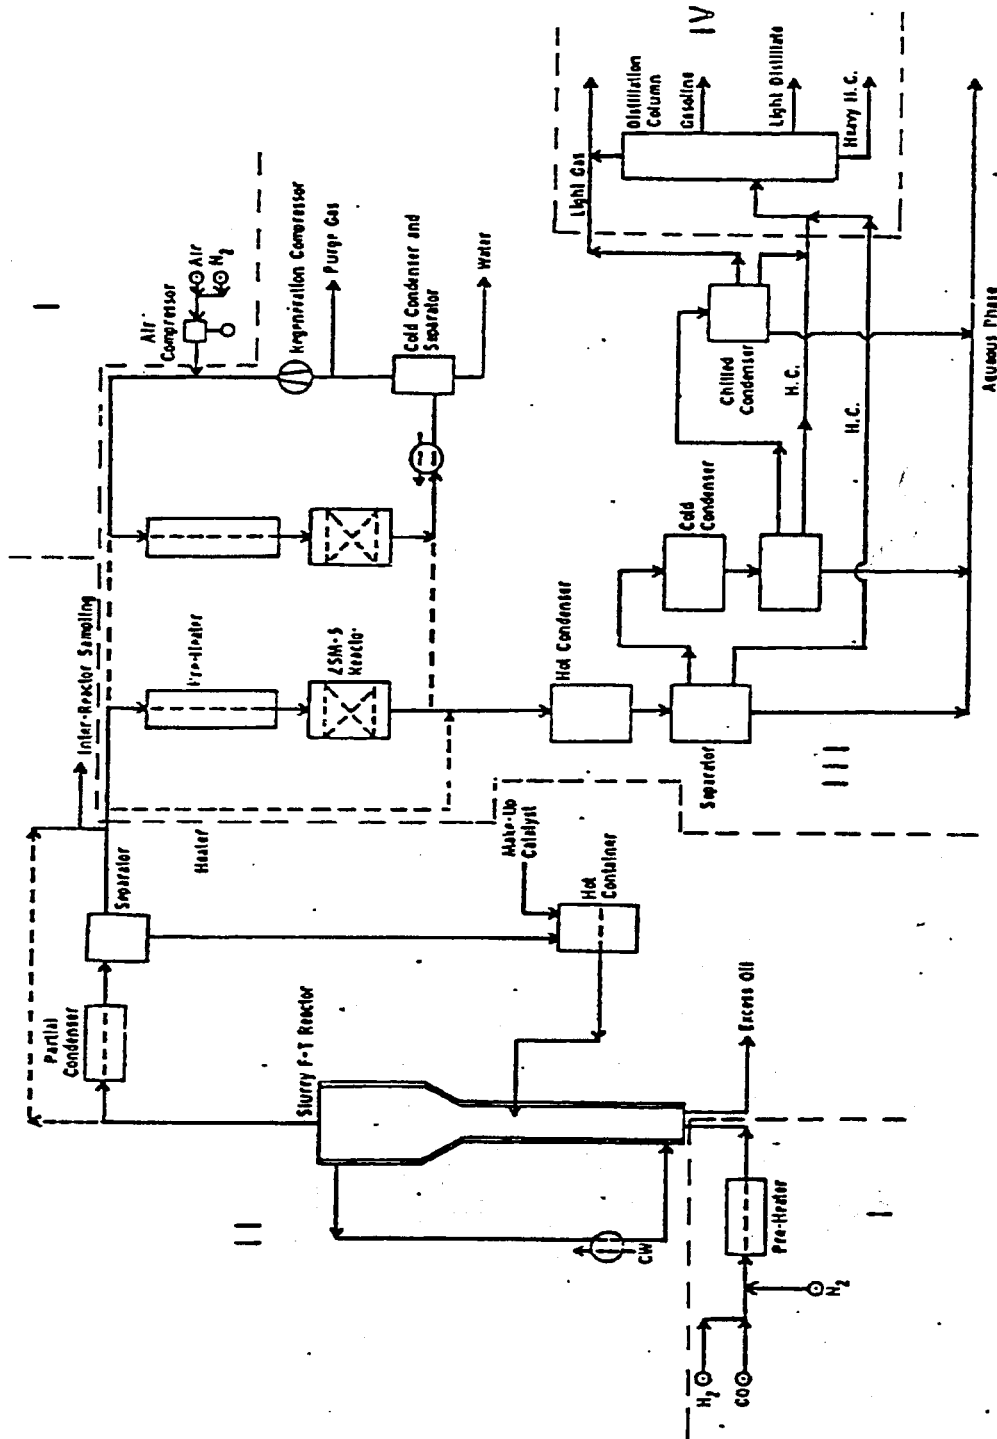 I
Air
Compressor
Air
N2
Regeneration Compressor
Purge Gas
Cold Condenser and
Separator
Water
Inter-Reactor Sampling
Pre-Heater
ZSM-5
Reactor
Heater
Separator
Partial
Condenser
Slurry F-T Reactor
Make-Up
Catalyst
Hot
Container
Excess Oil
CW
II
H2
CO
N2
Pre-Heater
I
Hot Condenser
Separator
Cold
Condenser
Chilled
Condenser
H.C.
H.C.
III
Aqueous Phase
Light Gas
Distillation
Column
Gasoline
Light Distillate
Heavy H.C.
IV